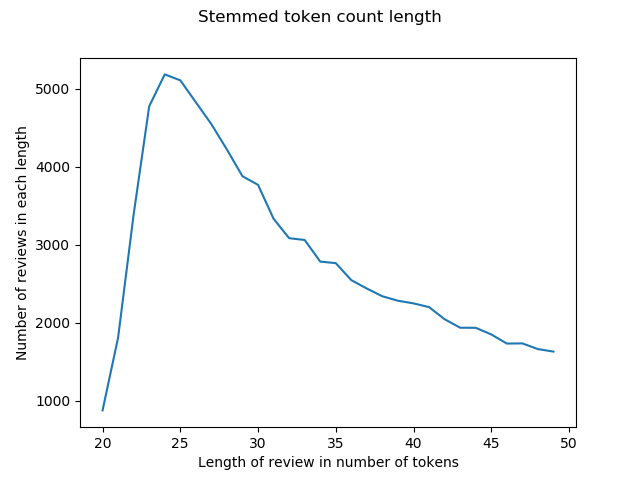 Stemmed token count length
Number of reviews in each length
5000
4000
3000
2000
1000
20 25 30 35 40 45 50
Length of review in number of tokens